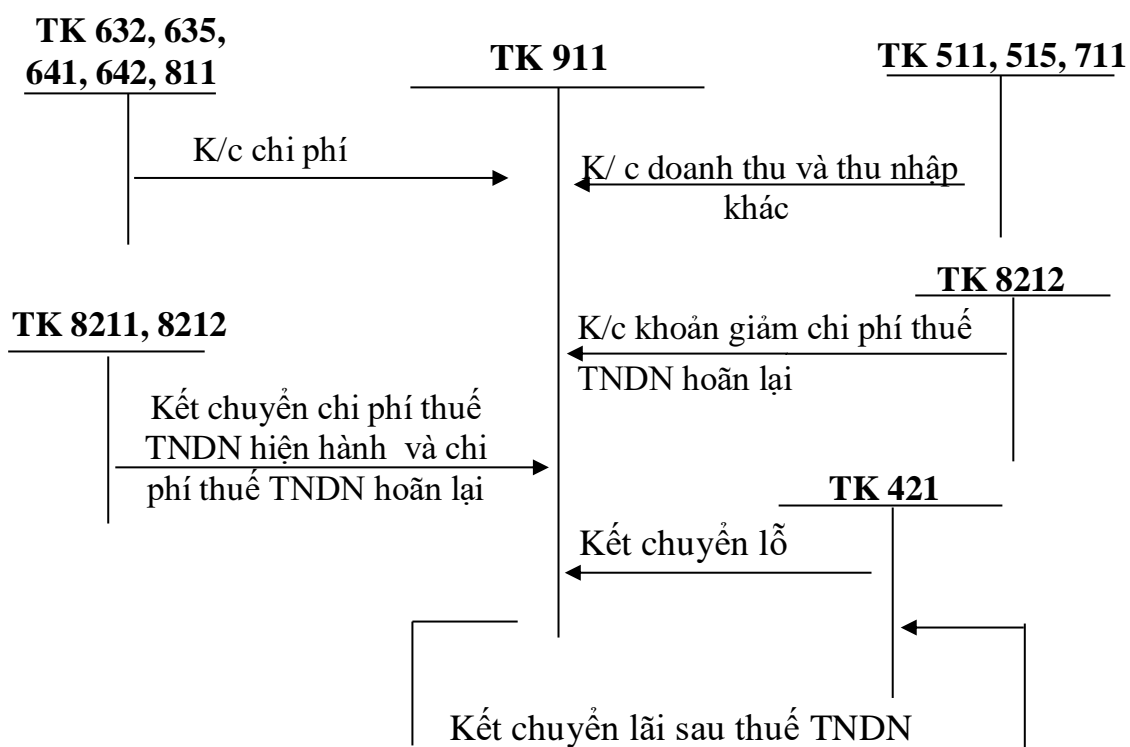 TK 632, 635,
641, 642, 811
TK 911
TK 511, 515, 711
K/c chi phí
K/ c doanh thu và thu nhập
khác
TK 8212
TK 8211, 8212
K/c khoản giảm chi phí thuế
TNDN hoãn lại
Kết chuyển chi phí thuế
TNDN hiện hành và chi
phí thuế TNDN hoãn lại
TK 421
Kết chuyển lỗ
Kết chuyển lãi sau thuế TNDN